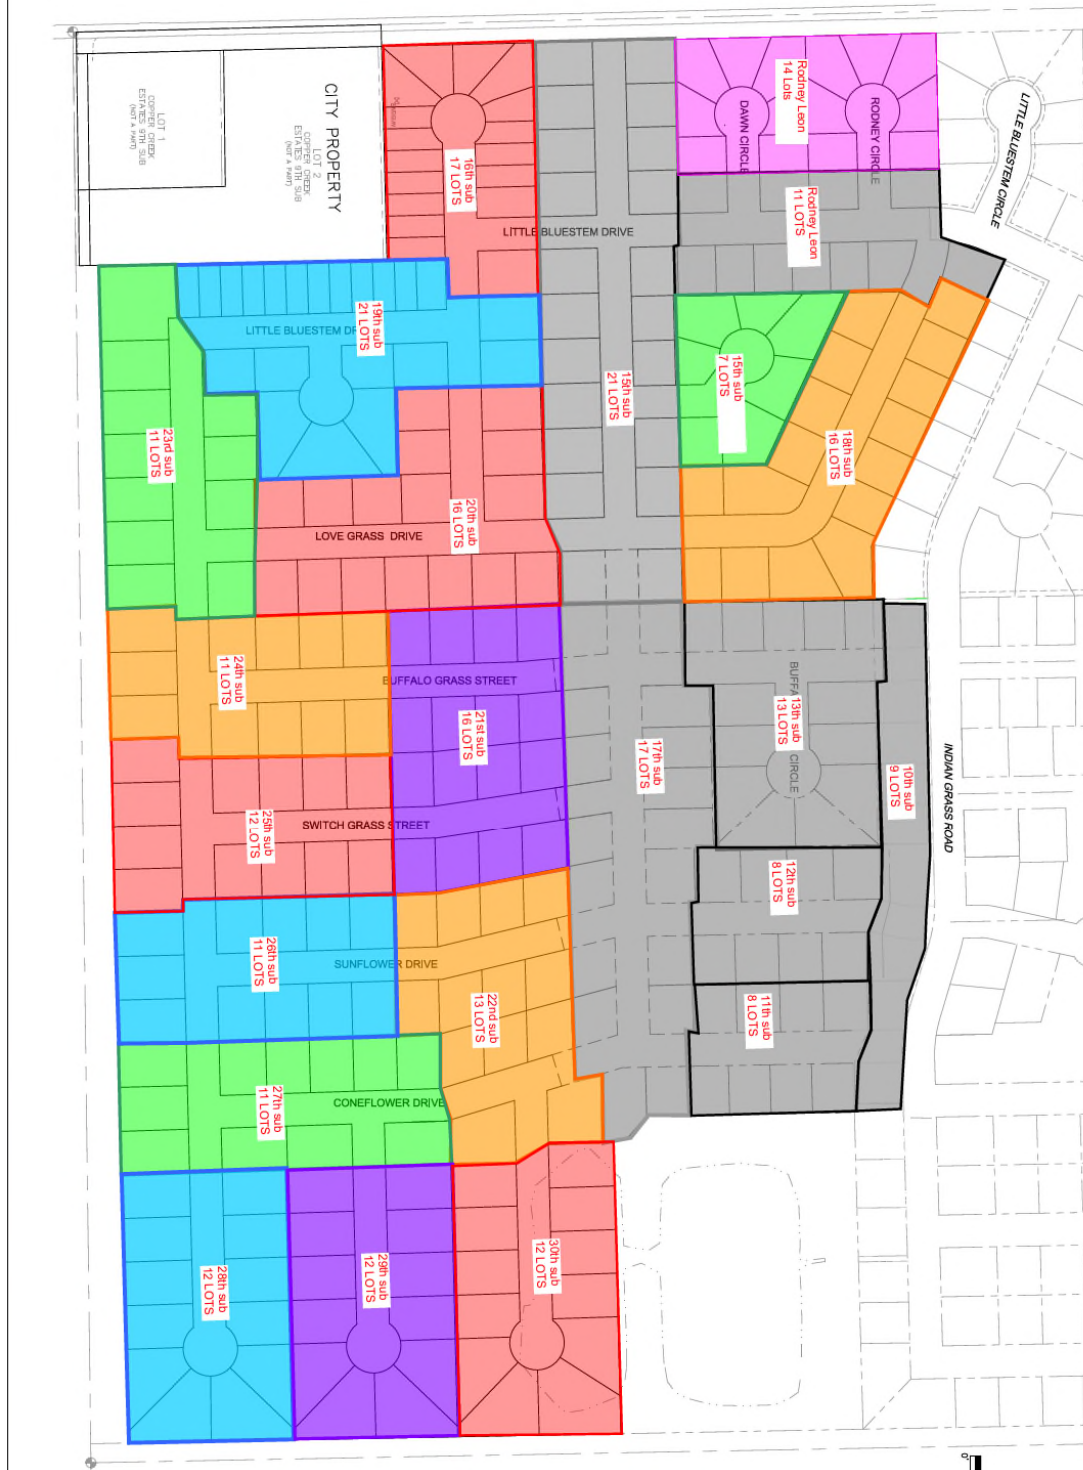 LOT 1
COPPER CREEK
ESTATES 9TH SUB
(NOT A PART)
CITY PROPERTY
LOT 2
COPPER CREEK
ESTATES 9TH SUB
(NOT A PART)
16th sub
17 LOTS
LITTLE BLUESTEM DRIVE
Rodney Leon
14 Lots
DAWN CIRCLE
RODNEY CIRCLE
Rodney Leon
11 LOTS
LITTLE BLUESTEM CIRCLE
19th sub
21 LOTS
LITTLE BLUESTEM DR
15th sub
21 LOTS
15th sub
7 LOTS
18th sub
16 LOTS
23rd sub
11 LOTS
20th sub
16 LOTS
LOVE GRASS DRIVE
24th sub
11 LOTS
BUFFALO GRASS STREET
21st sub
16 LOTS
17th sub
17 LOTS
BUFFA CIRCLE
13th sub
13 LOTS
10th sub
9 LOTS
INDIAN GRASS ROAD
25th sub
12 LOTS
SWITCH GRASS STREET
12th sub
8 LOTS
26th sub
11 LOTS
SUNFLOWER DRIVE
22nd sub
13 LOTS
11th sub
8 LOTS
27th sub
11 LOTS
CONEFLOWER DRIVE
28th sub
12 LOTS
29th sub
12 LOTS
30th sub
12 LOTS